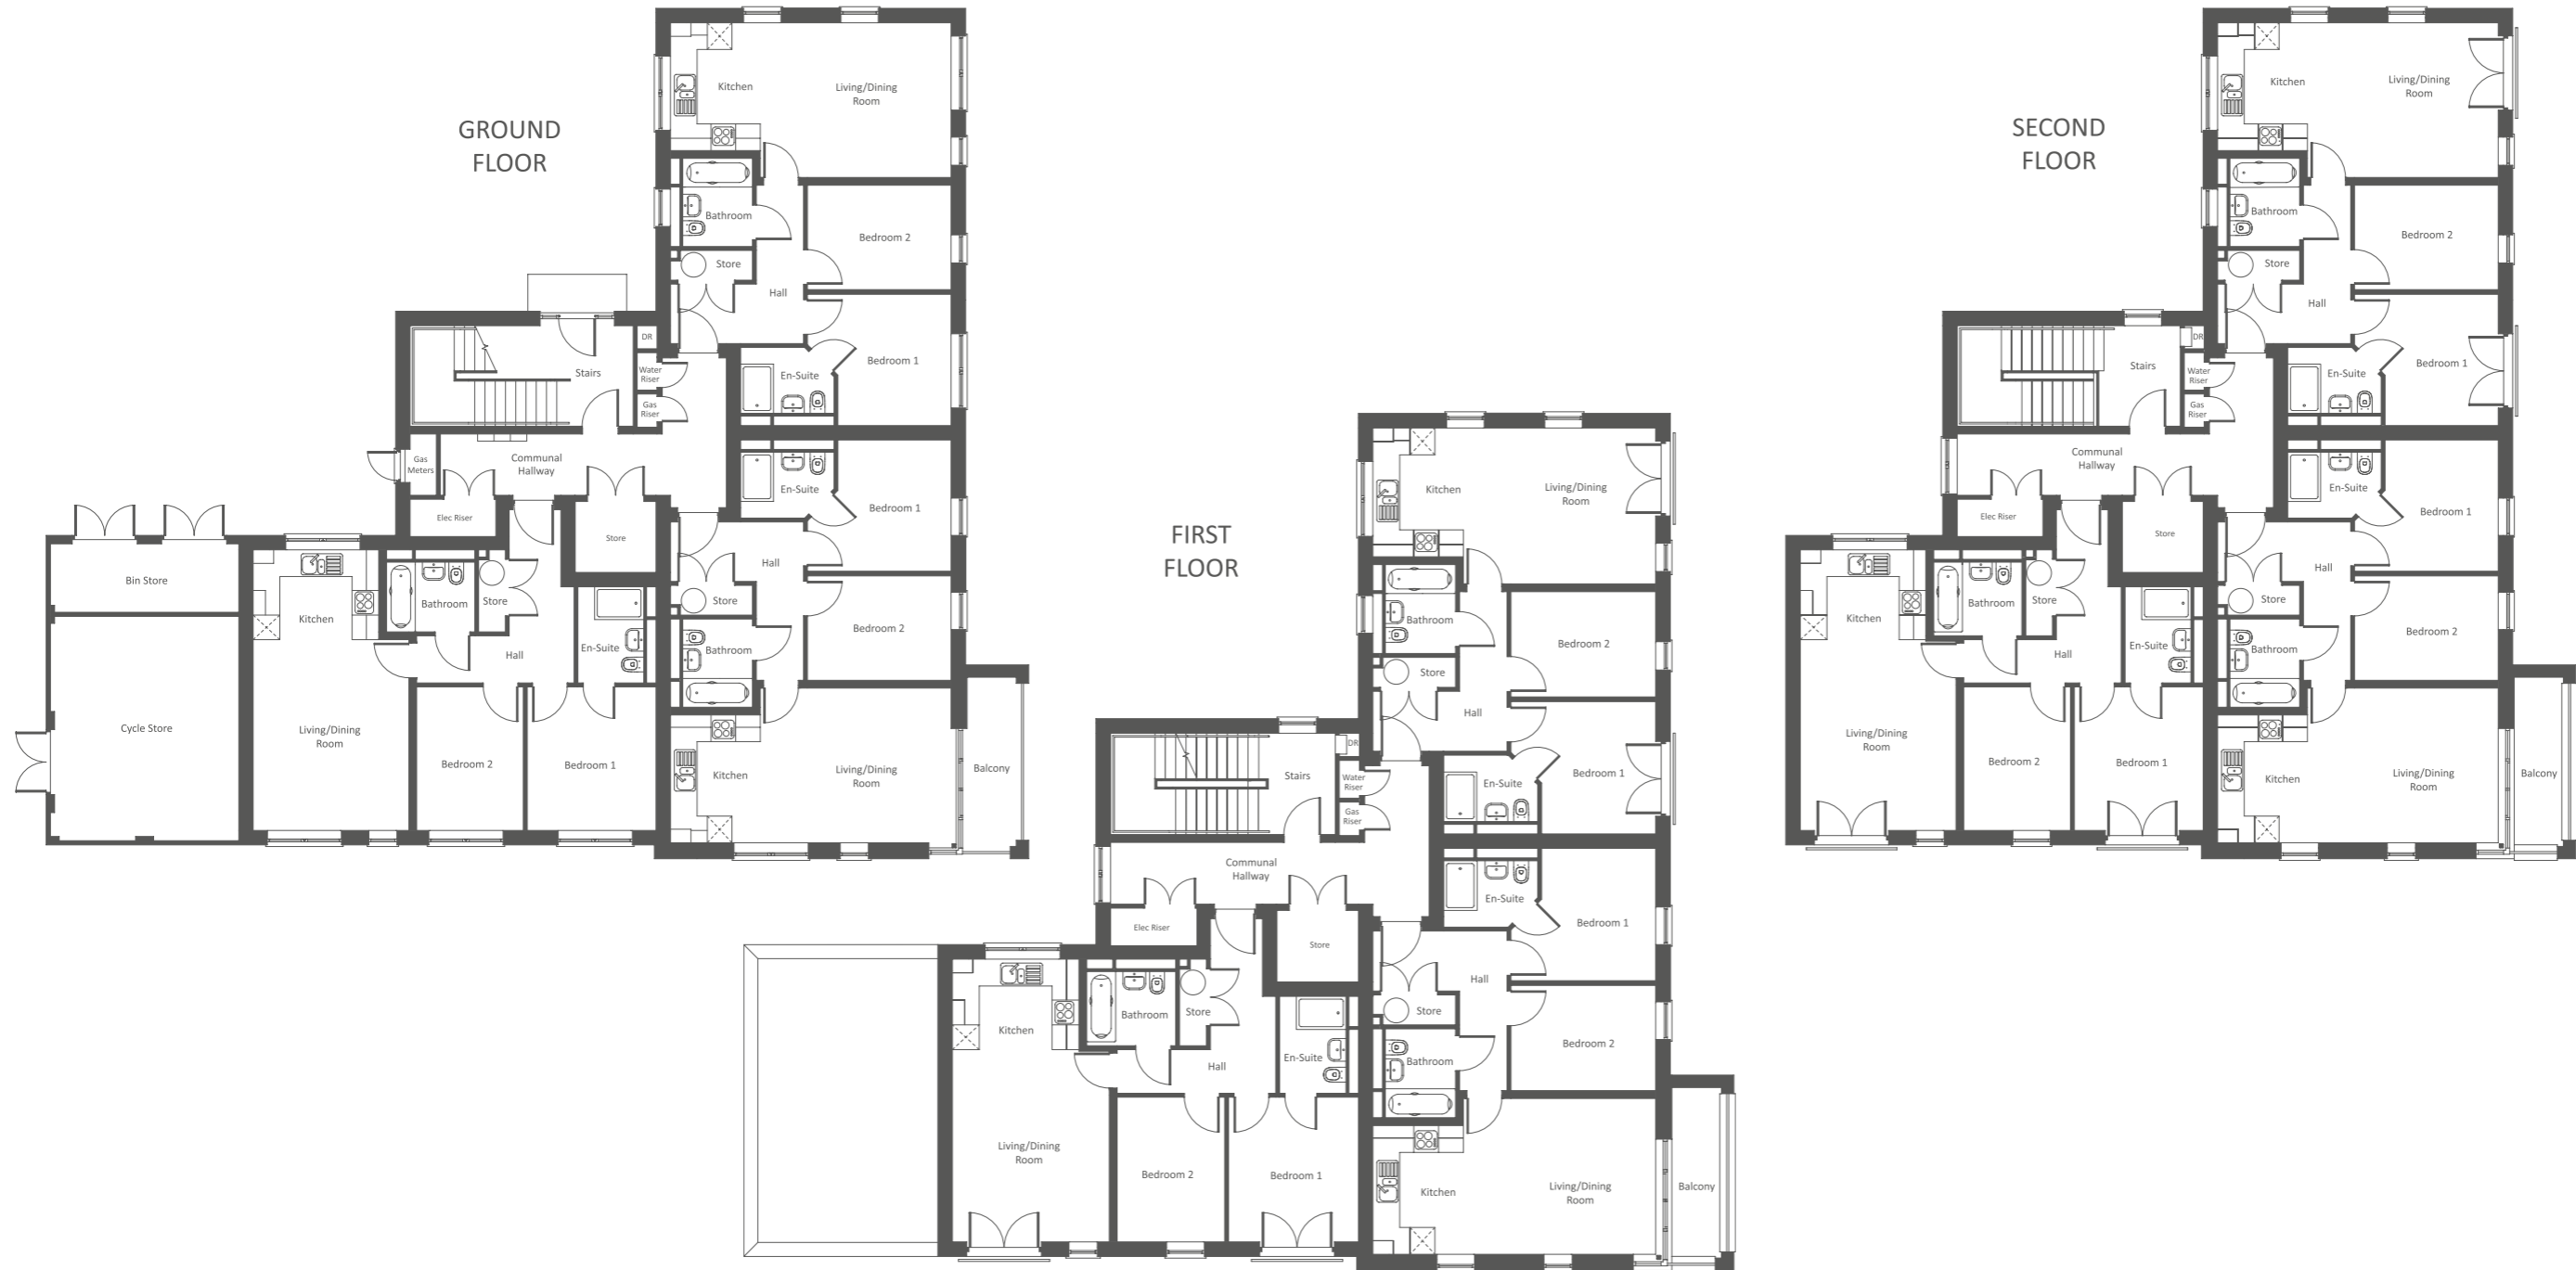 GROUND
FLOOR
Kitchen
Living/Dining
Room
Bathroom
Bedroom 2
Store
Hall
DR
Bedroom 1
Stairs
Water
Riser
En-Suite
Gas
Riser
Gas
Meters
Communal
Hallway
En-Suite
Bedroom 1
Elec Riser
Store
Hall
Bin Store
Kitchen
Bathroom
Store
Store
Bedroom 2
En-Suite
Hall
Bathroom
Cycle Store
Living/Dining
Room
Bedroom 2
Bedroom 1
Kitchen
Living/Dining
Room
Balcony
FIRST
FLOOR
Kitchen
Living/Dining
Room
Bathroom
Bedroom 2
Store
Hall
DR
Stairs
Water
Riser
En-Suite
Bedroom 1
Gas
Riser
Communal
Hallway
En-Suite
Bedroom 1
Elec Riser
Store
Hall
Kitchen
Bathroom
Store
Store
Bedroom 2
En-Suite
Hall
Bathroom
Living/Dining
Room
Bedroom 2
Bedroom 1
Kitchen
Living/Dining
Room
Balcony
SECOND
FLOOR
Kitchen
Living/Dining
Room
Bathroom
Bedroom 2
Store
Hall
DR
Stairs
Water
Riser
En-Suite
Bedroom 1
Gas
Riser
Communal
Hallway
En-Suite
Bedroom 1
Elec Riser
Store
Hall
Kitchen
Bathroom
Store
Store
Bedroom 2
En-Suite
Hall
Bathroom
Living/Dining
Room
Bedroom 2
Bedroom 1
Kitchen
Living/Dining
Room
Balcony